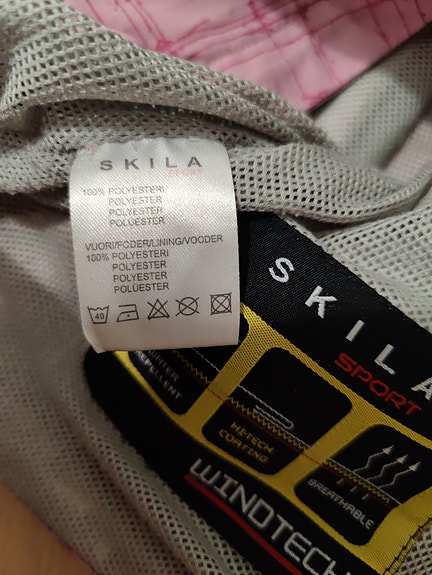 SKILA
SPORT
100% POLYESTERI
POLYESTER
POLYESTER
POLÜESTER
VUORI/FODER/LINING/VOODER
100% POLYESTERI
POLYESTER
POLYESTER
POLÜESTER
40
SKILA
SPORT
REPELLENT
HI-TECH
COATING
BREATHABLE
WINDTECH